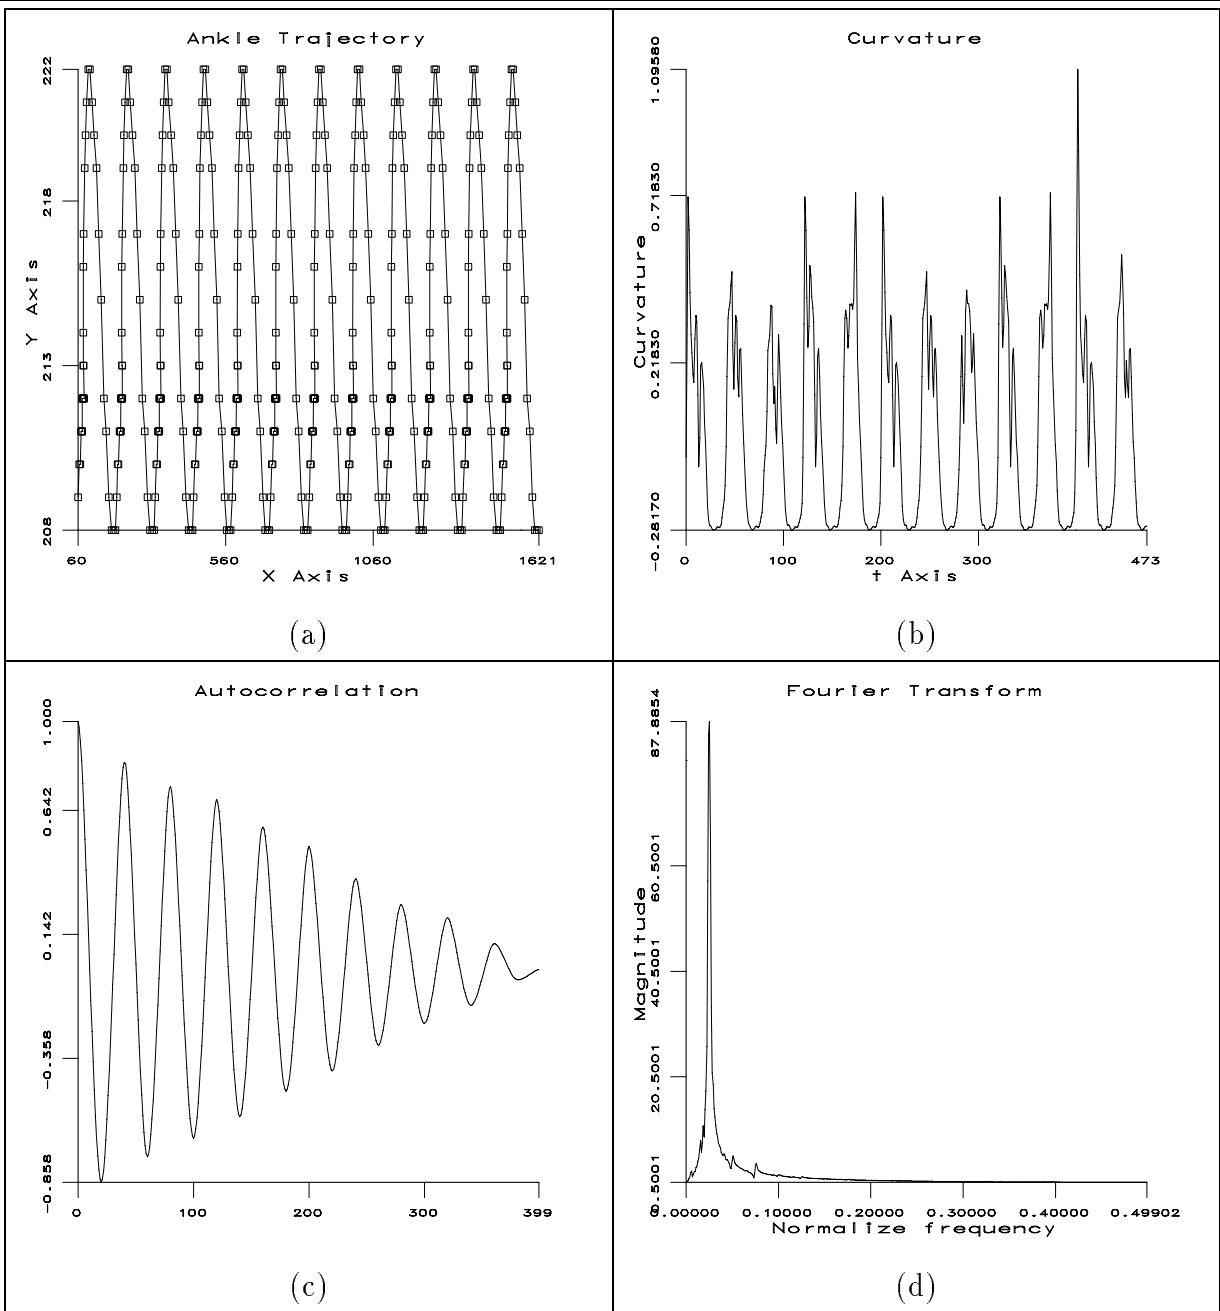 Ankle Trajectory
222
218
213
208
Y Axis
60
560
1060
1621
X Axis
(a)
Curvature
1.09580
0.71830
0.21830
-0.28170
Curvature
0
100
200
300
473
t Axis
(b)
Autocorrelation
1.000
0.642
0.142
-0.358
-0.858
0
100
200
300
399
(c)
Fourier Transform
87.8854
60.5001
40.5001
20.5001
0.5001
Magnitude
0.00000
0.10000
0.20000
0.30000
0.40000
0.49902
Normalize frequency
(d)